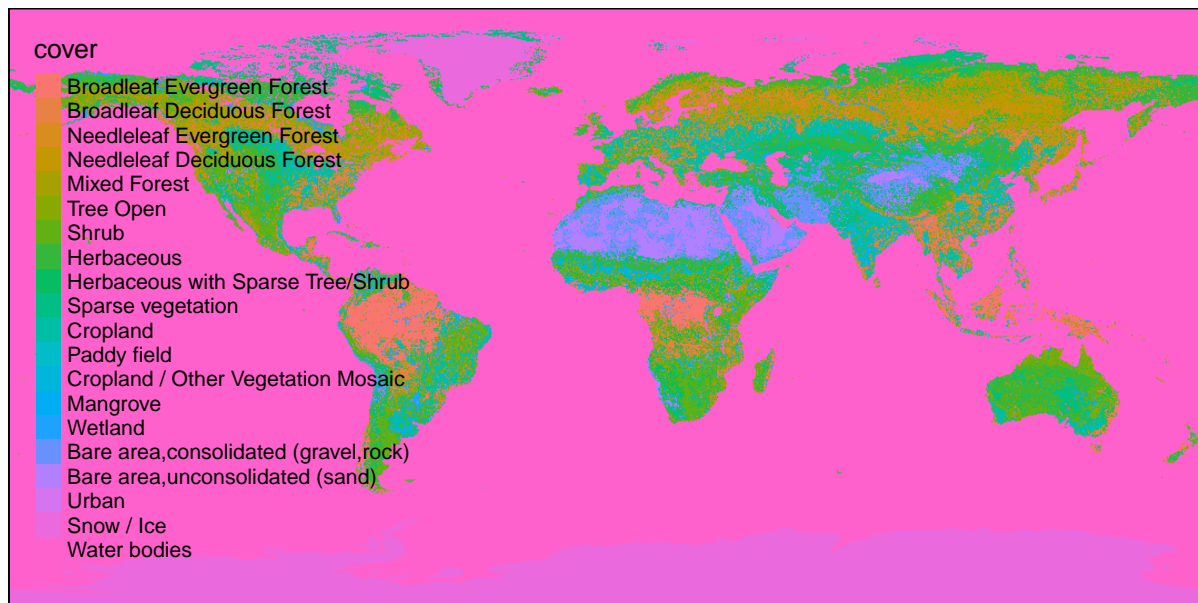 cover
Broadleaf Evergreen Forest
Broadleaf Deciduous Forest
Needleleaf Evergreen Forest
Needleleaf Deciduous Forest
Mixed Forest
Tree Open
Shrub
Herbaceous
Herbaceous with Sparse Tree/Shrub
Sparse vegetation
Cropland
Paddy field
Cropland / Other Vegetation Mosaic
Mangrove
Wetland
Bare area,consolidated (gravel,rock)
Bare area,unconsolidated (sand)
Urban
Snow / Ice
Water bodies